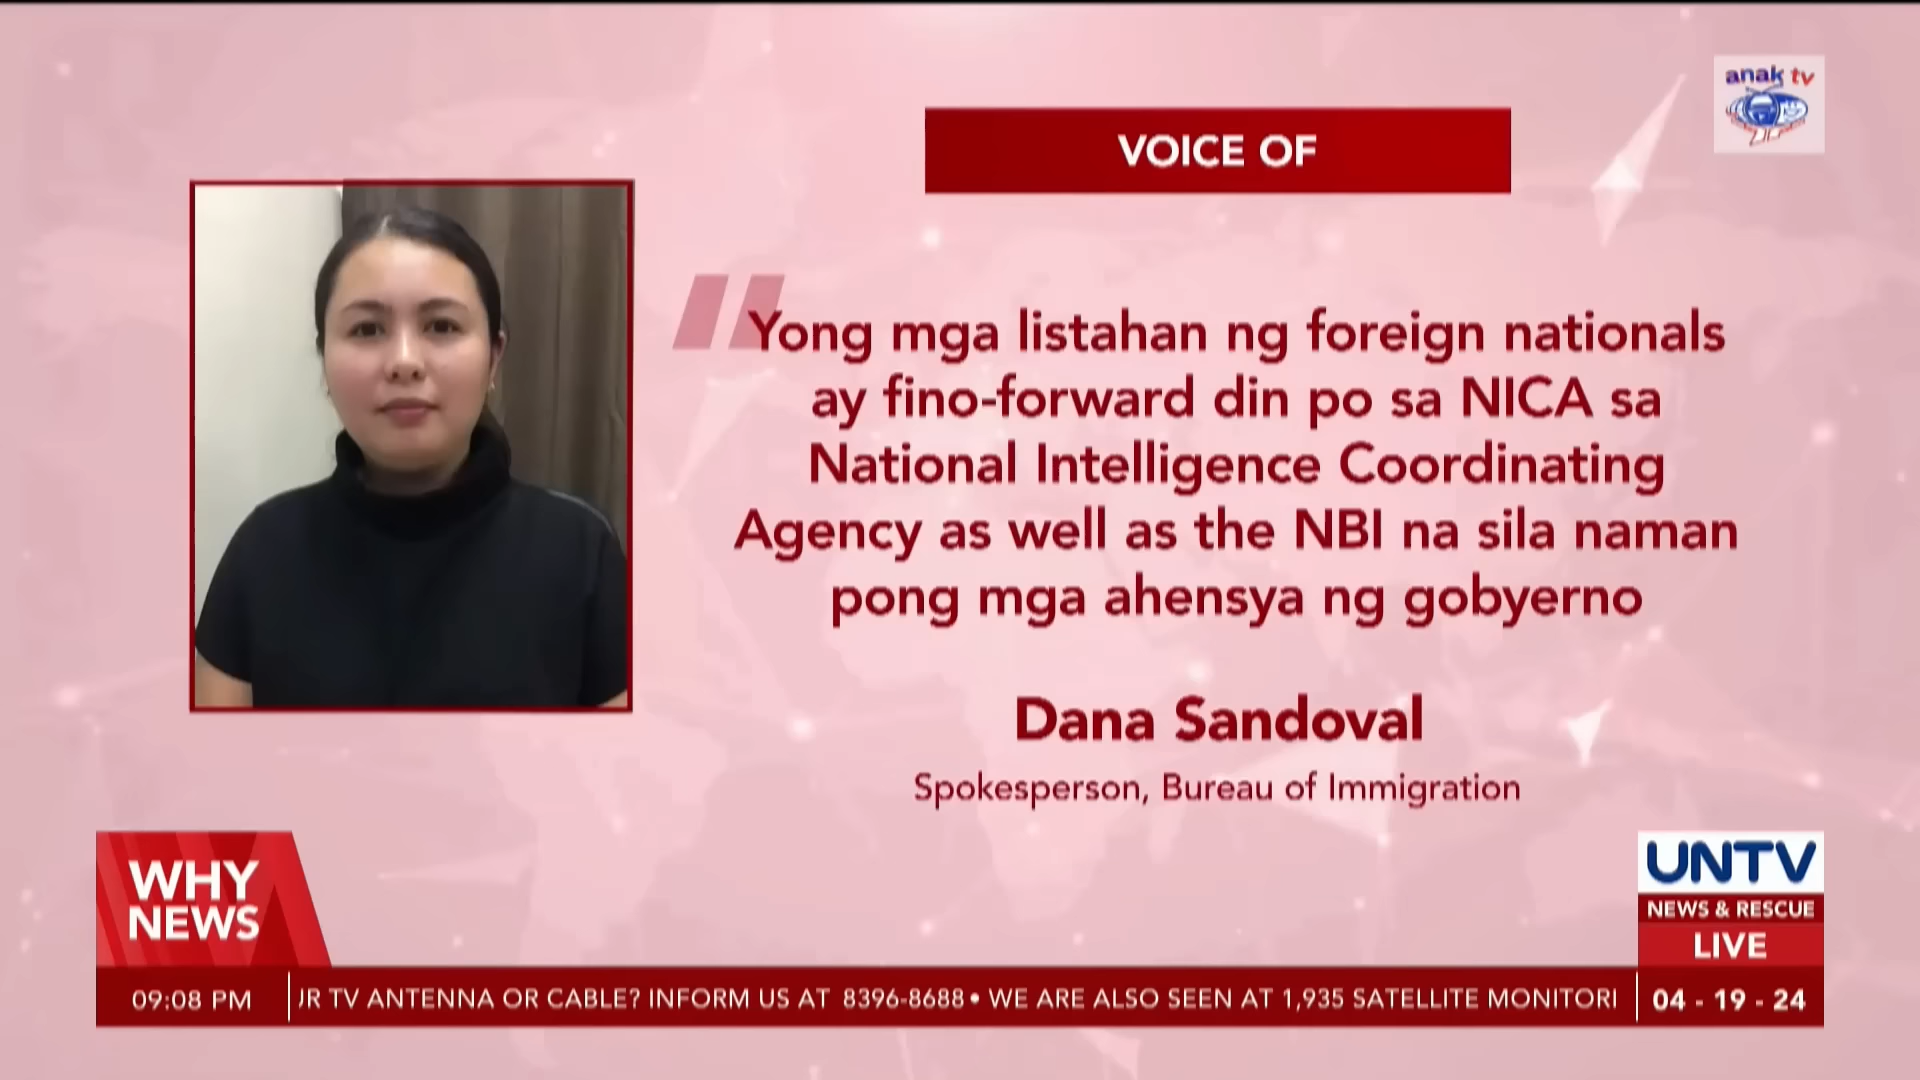 anak tv
VOICE OF
Yong mga listahan ng foreign nationals
ay fino-forward din po sa NICA sa
National Intelligence Coordinating
Agency as well as the NBI na sila naman
pong mga ahensya ng gobyerno
Dana Sandoval
Spokesperson, Bureau of Immigration
WHY
NEWS
UNTV
NEWS & RESCUE
LIVE
09:08 PM
JR TV ANTENNA OR CABLE? INFORM US AT 8396-8688 • WE ARE ALSO SEEN AT 1,935 SATELLITE MONITORI
04 - 19 - 24